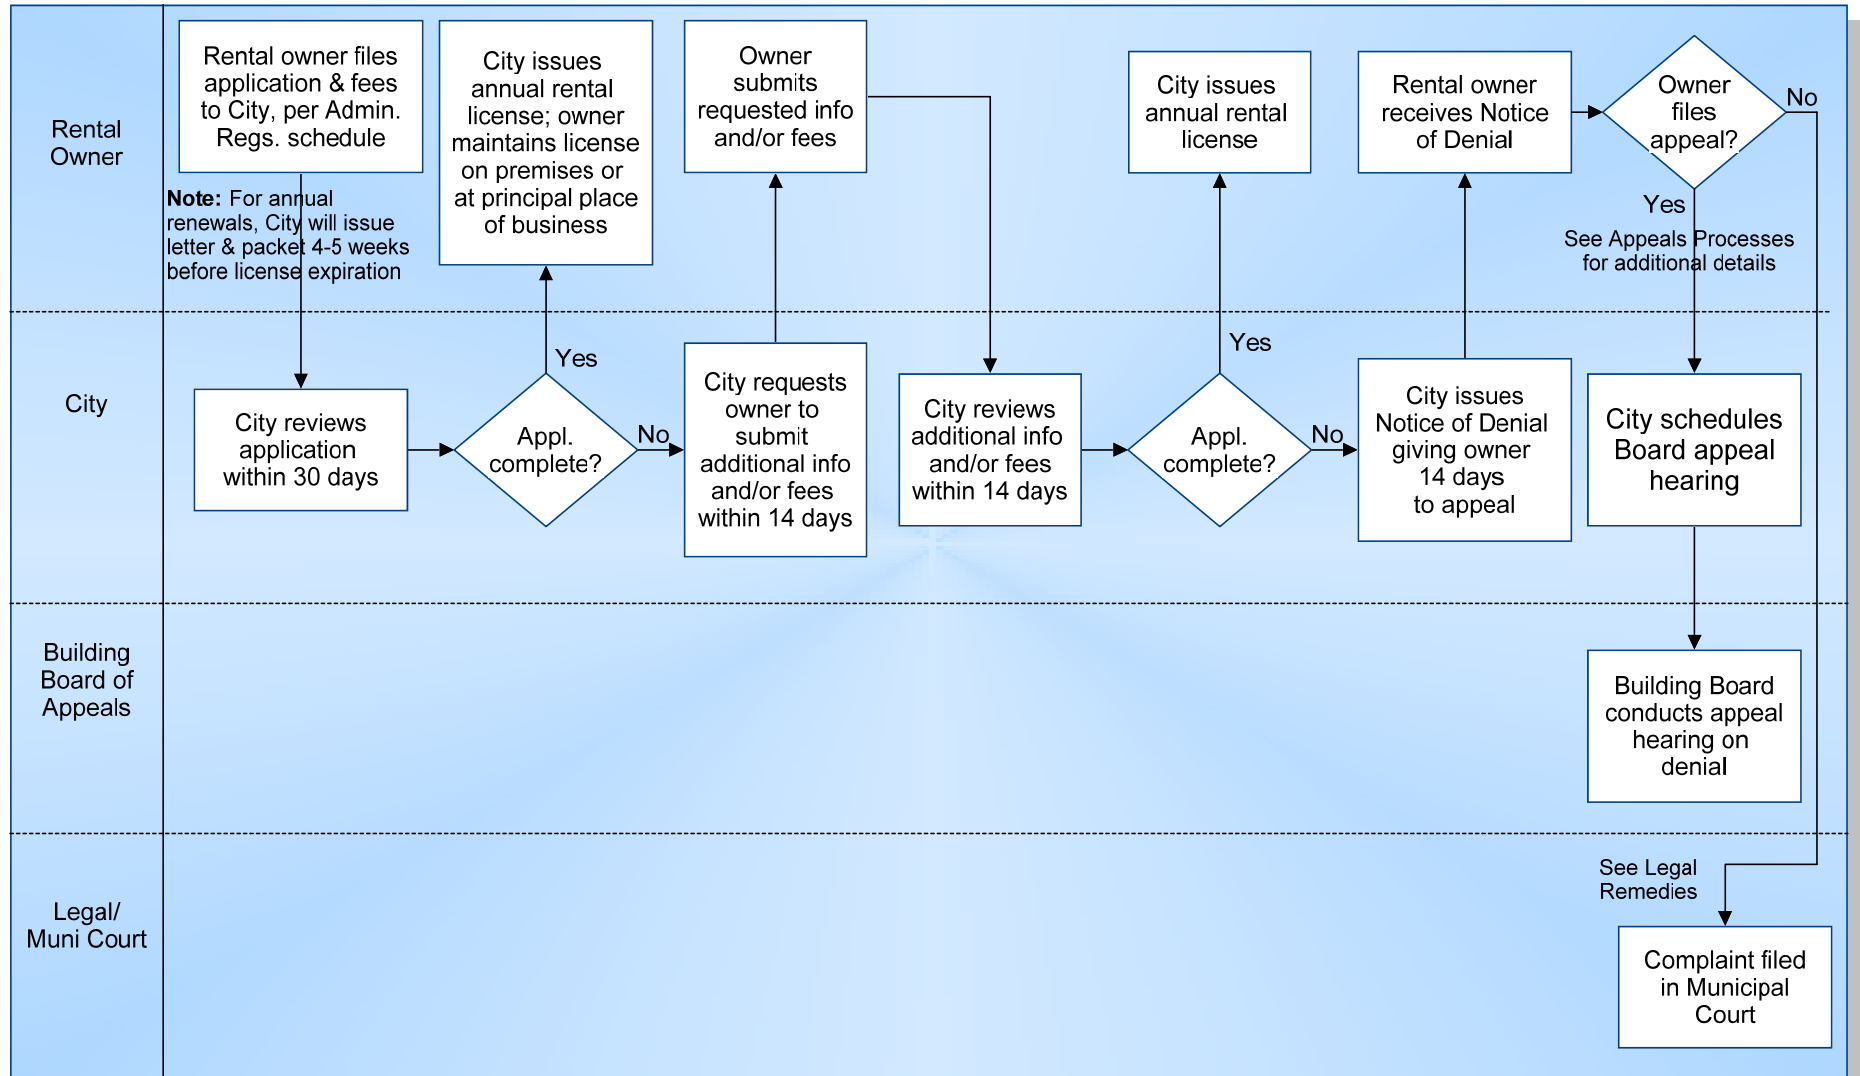 Rental
Owner
Rental owner files
application & fees
to City, per Admin.
Regs. schedule
Note: For annual
renewals, City will issue
letter & packet 4-5 weeks
before license expiration
City issues
annual rental
license; owner
maintains license
on premises or
at principal place
of business
Owner
submits
requested info
and/or fees
City issues
annual rental
license
Rental owner
receives Notice
of Denial
Owner
files
appeal?
No
Yes
See Appeals Processes
for additional details
City
City reviews
application
within 30 days
Appl.
complete?
Yes
No
City requests
owner to
submit
additional info
and/or fees
within 14 days
City reviews
additional info
and/or fees
within 14 days
Appl.
complete?
Yes
No
City issues
Notice of Denial
giving owner
14 days
to appeal
City schedules
Board appeal
hearing
Building
Board of
Appeals
Building Board
conducts appeal
hearing on
denial
Legal/
Muni Court
See Legal
Remedies
Complaint filed
in Municipal
Court